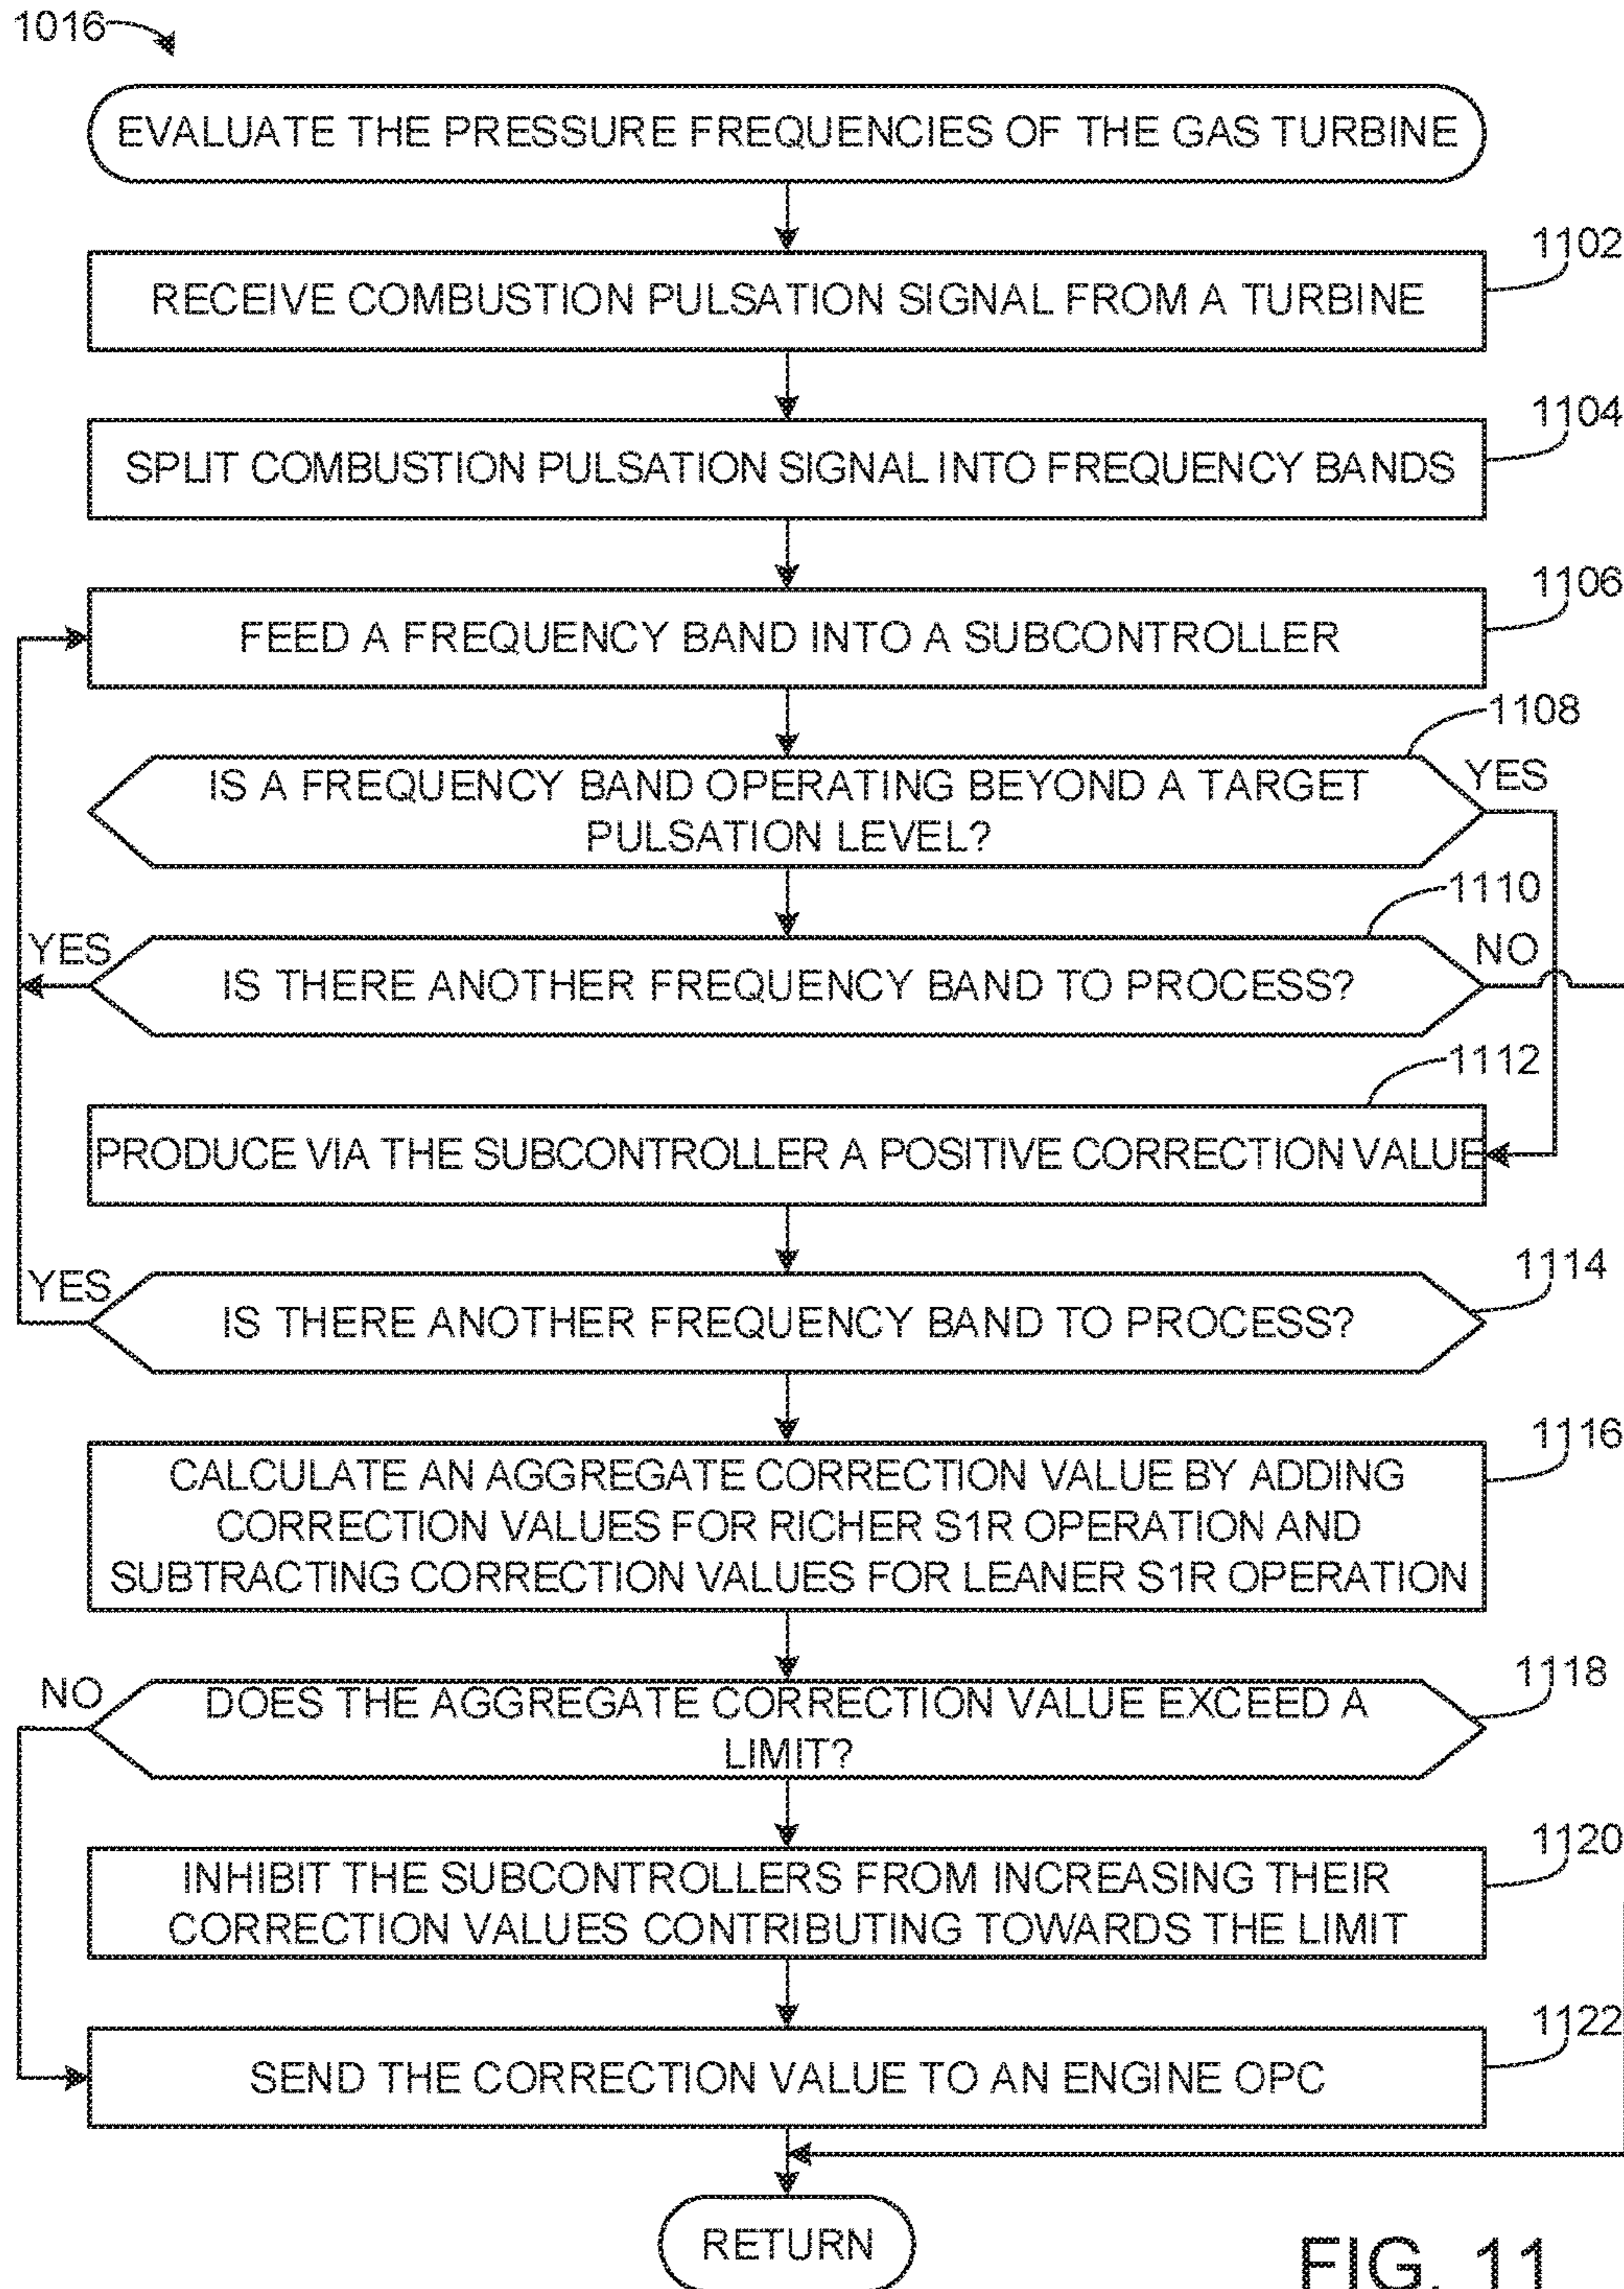 1016
EVALUATE THE PRESSURE FREQUENCIES OF THE GAS TURBINE
1102
RECEIVE COMBUSTION PULSATION SIGNAL FROM A TURBINE
1104
SPLIT COMBUSTION PULSATION SIGNAL INTO FREQUENCY BANDS
1106
FEED A FREQUENCY BAND INTO A SUBCONTROLLER
1108
IS A FREQUENCY BAND OPERATING BEYOND A TARGET
PULSATION LEVEL?
YES
1110
YES
IS THERE ANOTHER FREQUENCY BAND TO PROCESS?
NO
1112
PRODUCE VIA THE SUBCONTROLLER A POSITIVE CORRECTION VALUE
1114
YES
IS THERE ANOTHER FREQUENCY BAND TO PROCESS?
1116
CALCULATE AN AGGREGATE CORRECTION VALUE BY ADDING
CORRECTION VALUES FOR RICHER S1R OPERATION AND
SUBTRACTING CORRECTION VALUES FOR LEANER S1R OPERATION
1118
NO
DOES THE AGGREGATE CORRECTION VALUE EXCEED A
LIMIT?
1120
INHIBIT THE SUBCONTROLLERS FROM INCREASING THEIR
CORRECTION VALUES CONTRIBUTING TOWARDS THE LIMIT
1122
SEND THE CORRECTION VALUE TO AN ENGINE OPC
RETURN
FIG. 11